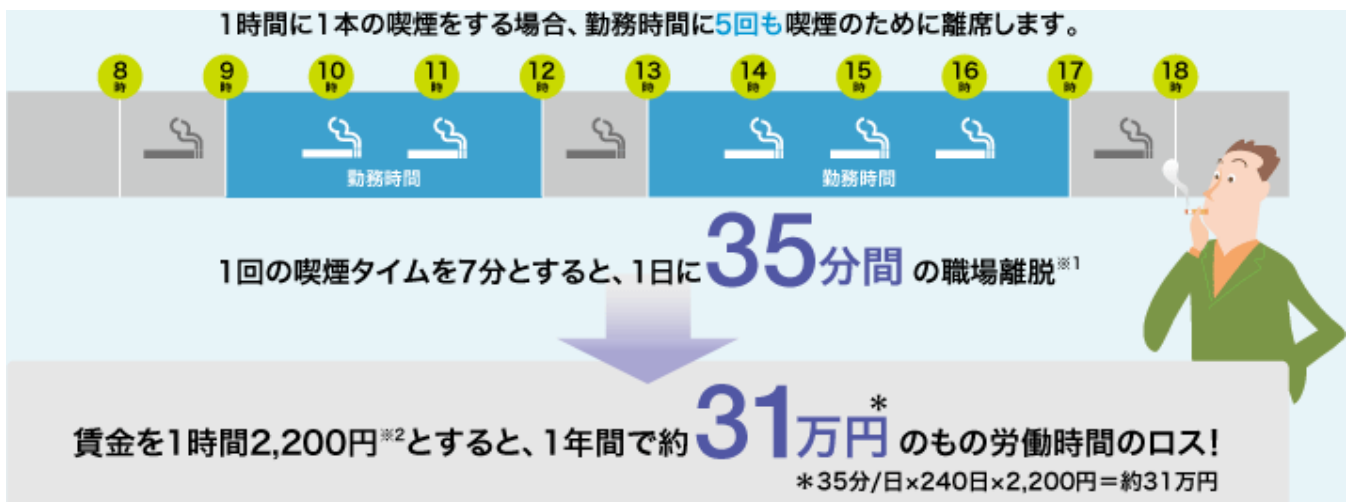 1時間に1本の喫煙をする場合、勤務時間に5回も喫煙のために離席します。
8時 9時 10時 11時 12時 13時 14時 15時 16時 17時 18時
勤務時間 勤務時間
1回の喫煙タイムを7分とすると、1日に35分間の職場離脱※1
賃金を1時間2,200円※2とすると、1年間で約31万円*のもの労働時間のロス!
*35分/日×240日×2,200円=約31万円